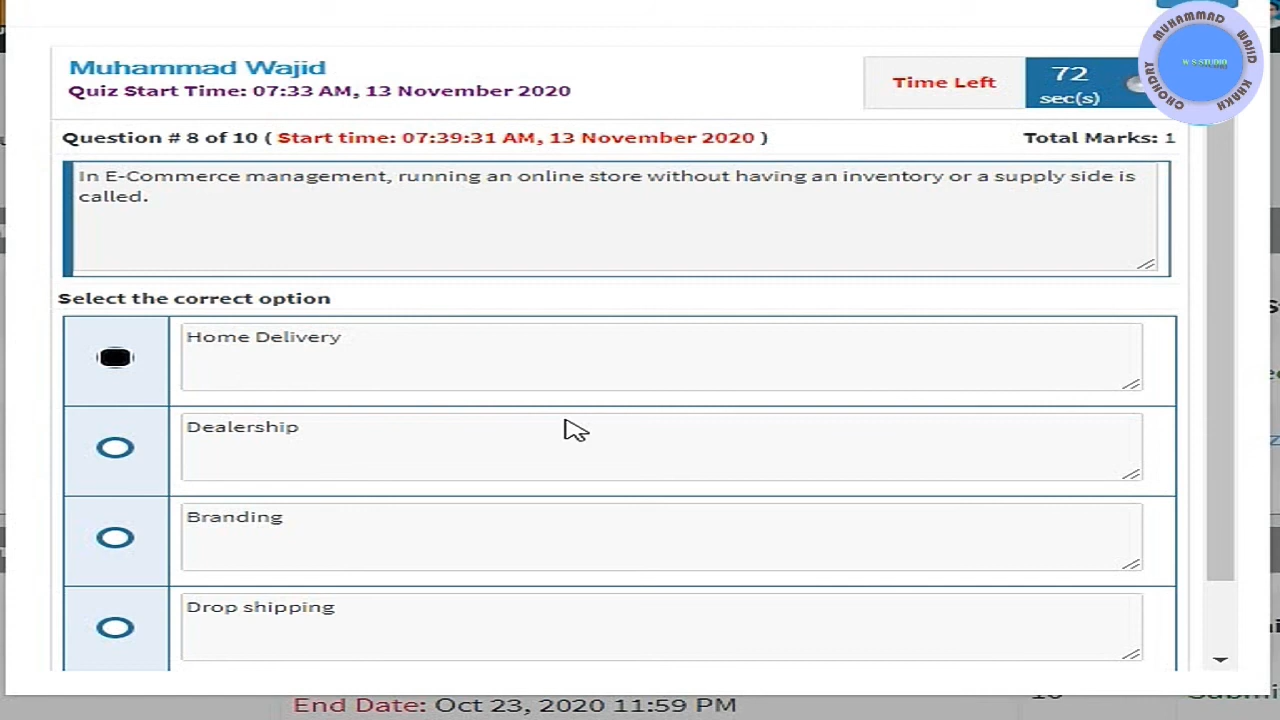 Muhammad Wajid
Quiz Start Time: 07:33 AM, 13 November 2020
Time Left
72
sec(s)
MUHAMMAD WAJID
CHOHDRY KHAKH
W S STUDIO
Question # 8 of 10 ( Start time: 07:39:31 AM, 13 November 2020 )
Total Marks: 1
In E-Commerce management, running an online store without having an inventory or a supply side is
called.
Select the correct option
Home Delivery
Dealership
Branding
Drop shipping
End Date: Oct 23, 2020 11:59 PM